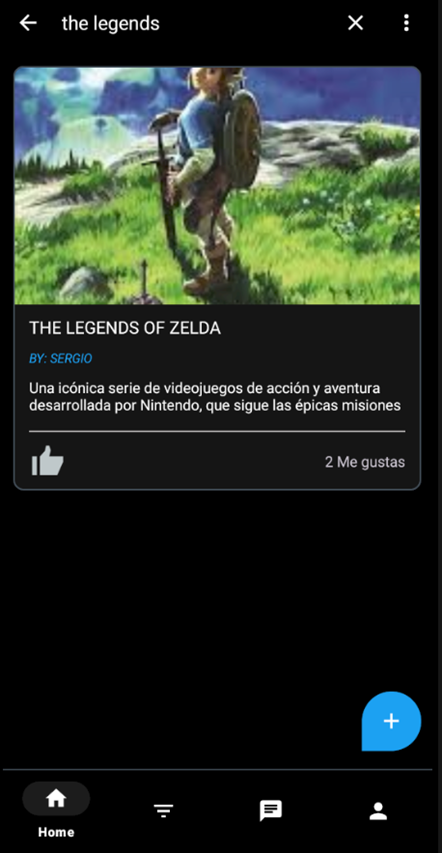 the legends
THE LEGENDS OF ZELDA
BY: SERGIO
Una icónica serie de videojuegos de acción y aventura
desarrollada por Nintendo, que sigue las épicas misiones
2 Me gustas
Home